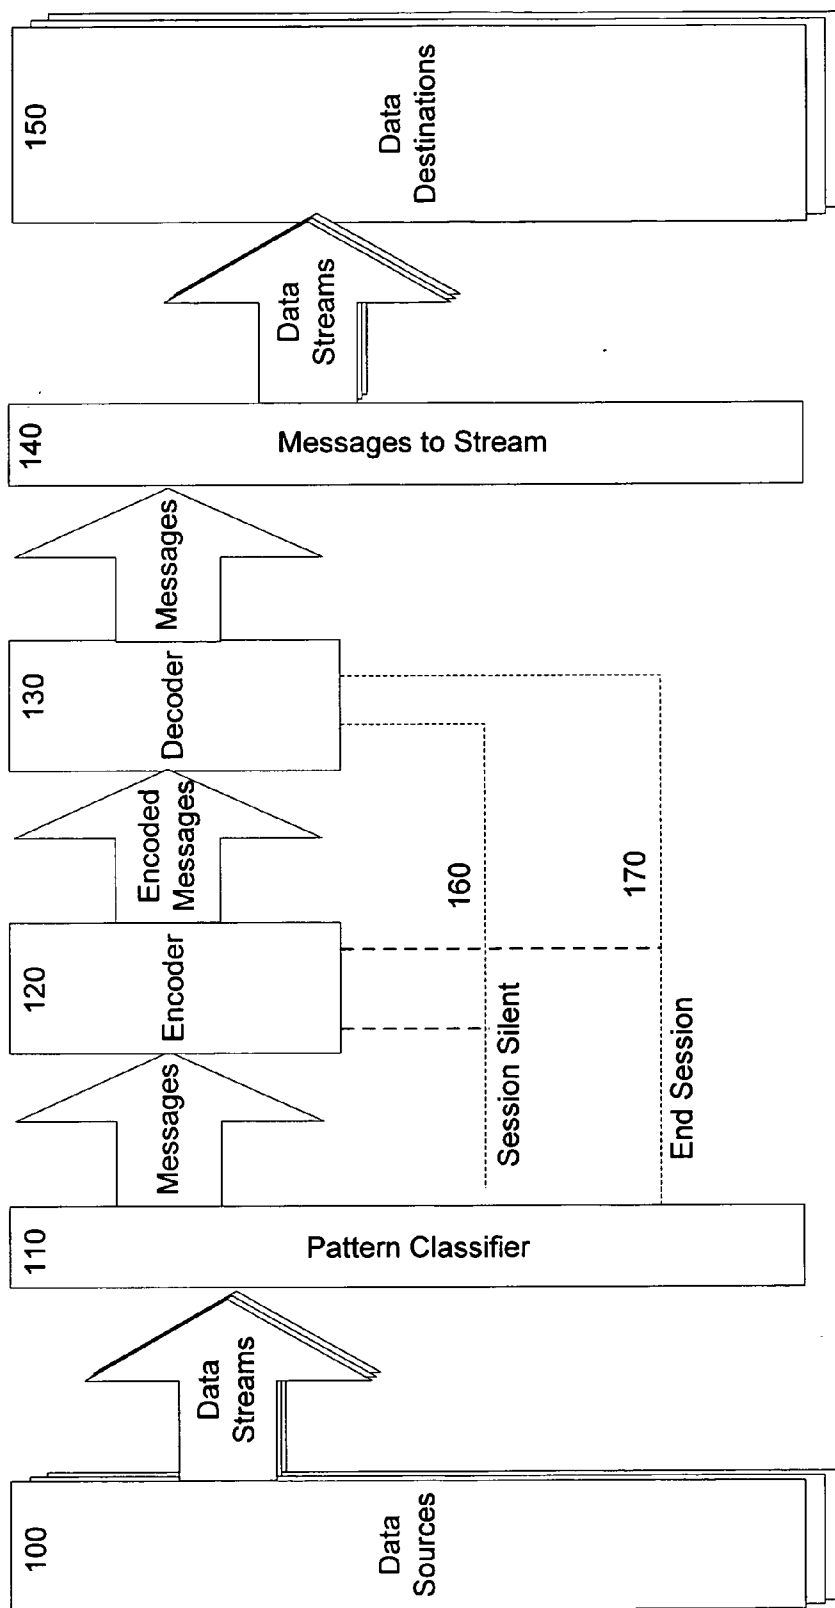 100
Data
Sources
Data
Streams
110
Pattern Classifier
Messages
120
Encoder
Encoded
Messages
130
Decoder
Messages
140
Messages to Stream
Data
Streams
150
Data
Destinations
Session Silent
160
End Session
170